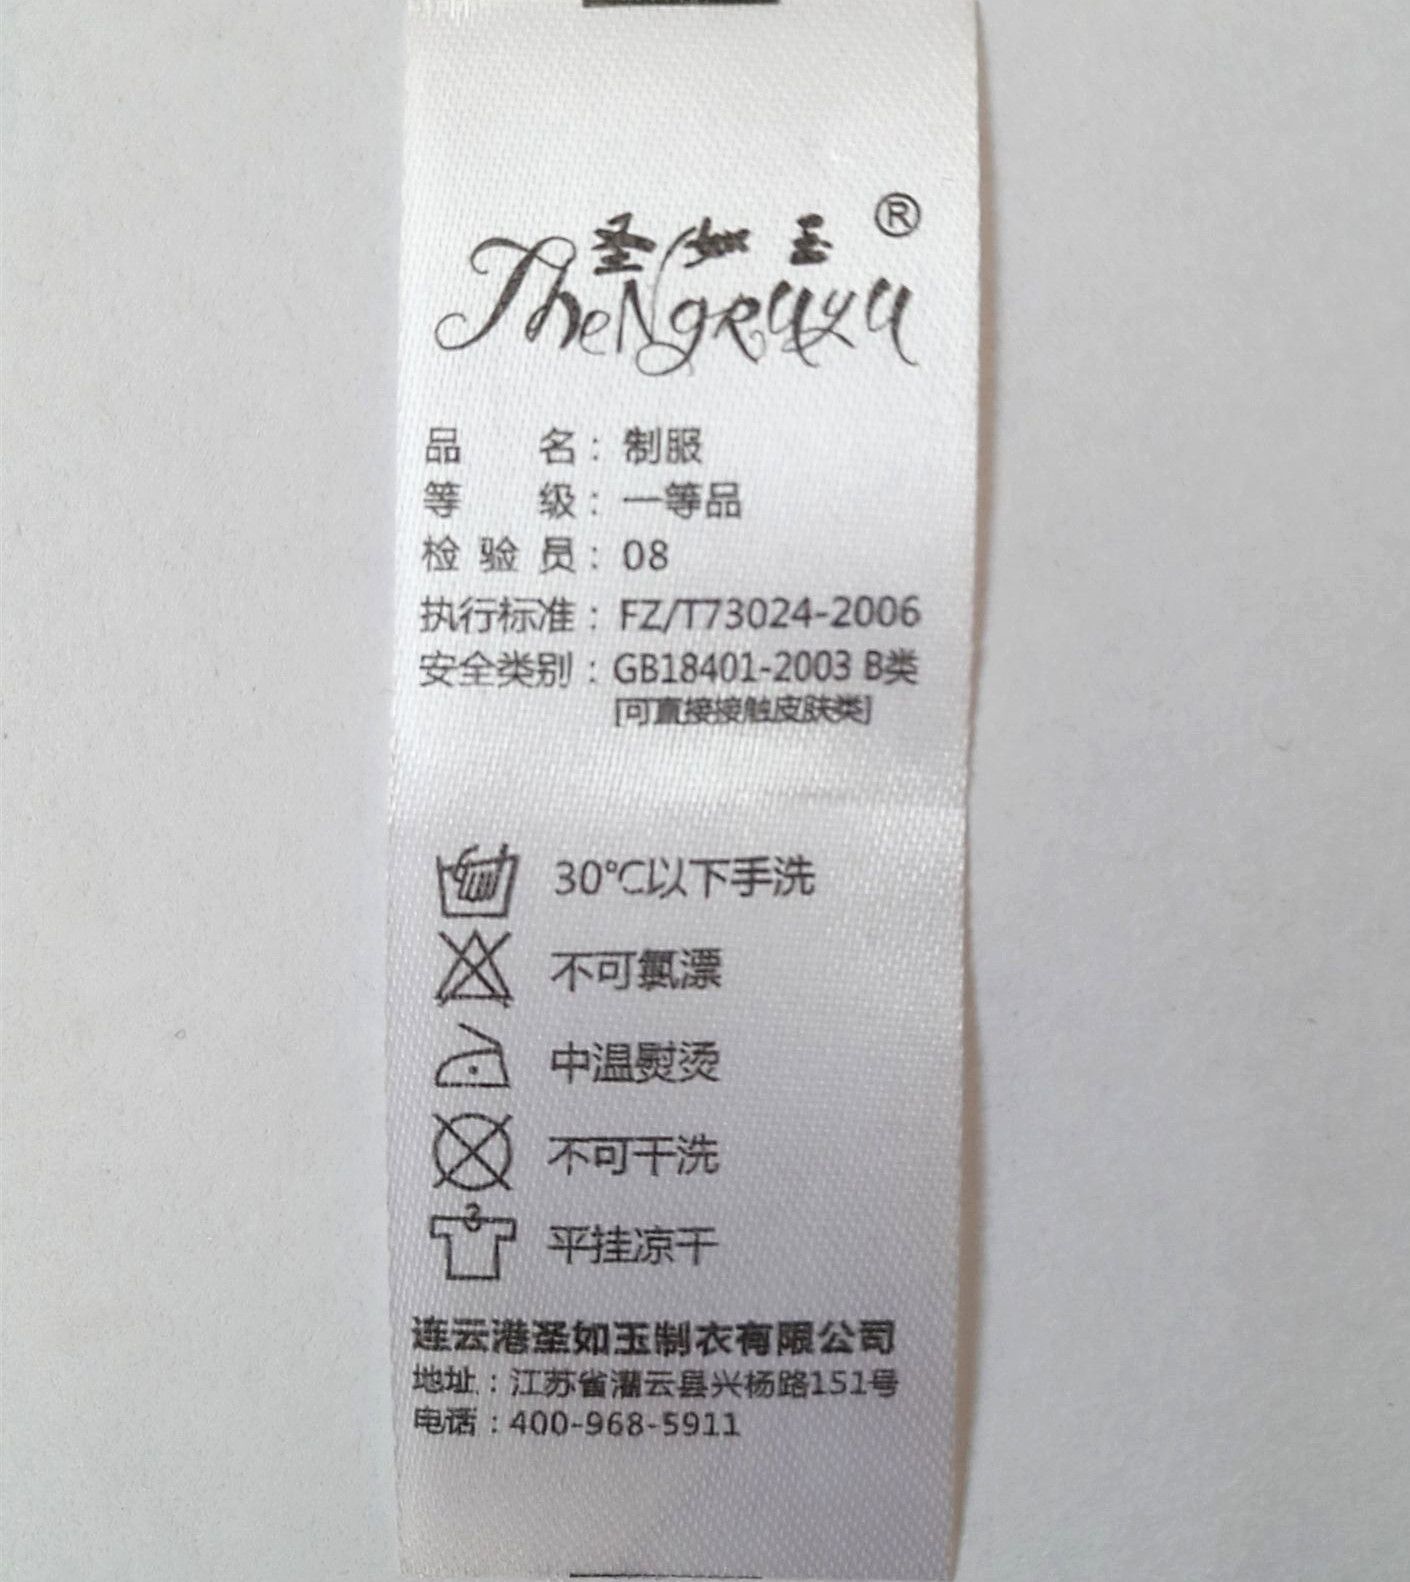 圣如玉 ®
ShengRuyu
品 名：制服
等 级：一等品
检 验 员：08
执行标准：FZ/T73024-2006
安全类别：GB18401-2003 B类
[可直接接触皮肤类]
30℃以下手洗
不可氯漂
中温熨烫
不可干洗
平挂凉干
连云港圣如玉制衣有限公司
地址：江苏省灌云县兴杨路151号
电话：400-968-5911